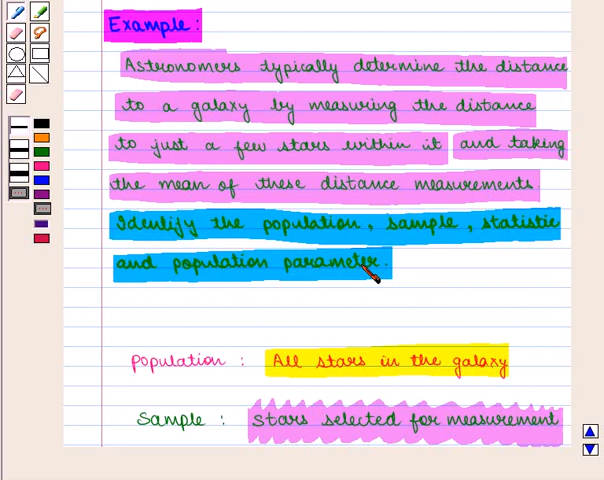 Example:
Astronomers typically determine the distance
to a galaxy by measuring the distance
to just a few stars within it and taking
the mean of these distance measurements.
Identify the population, sample, statistic
and population parameter.
Population : All stars in the galaxy
Sample : Stars selected for measurement